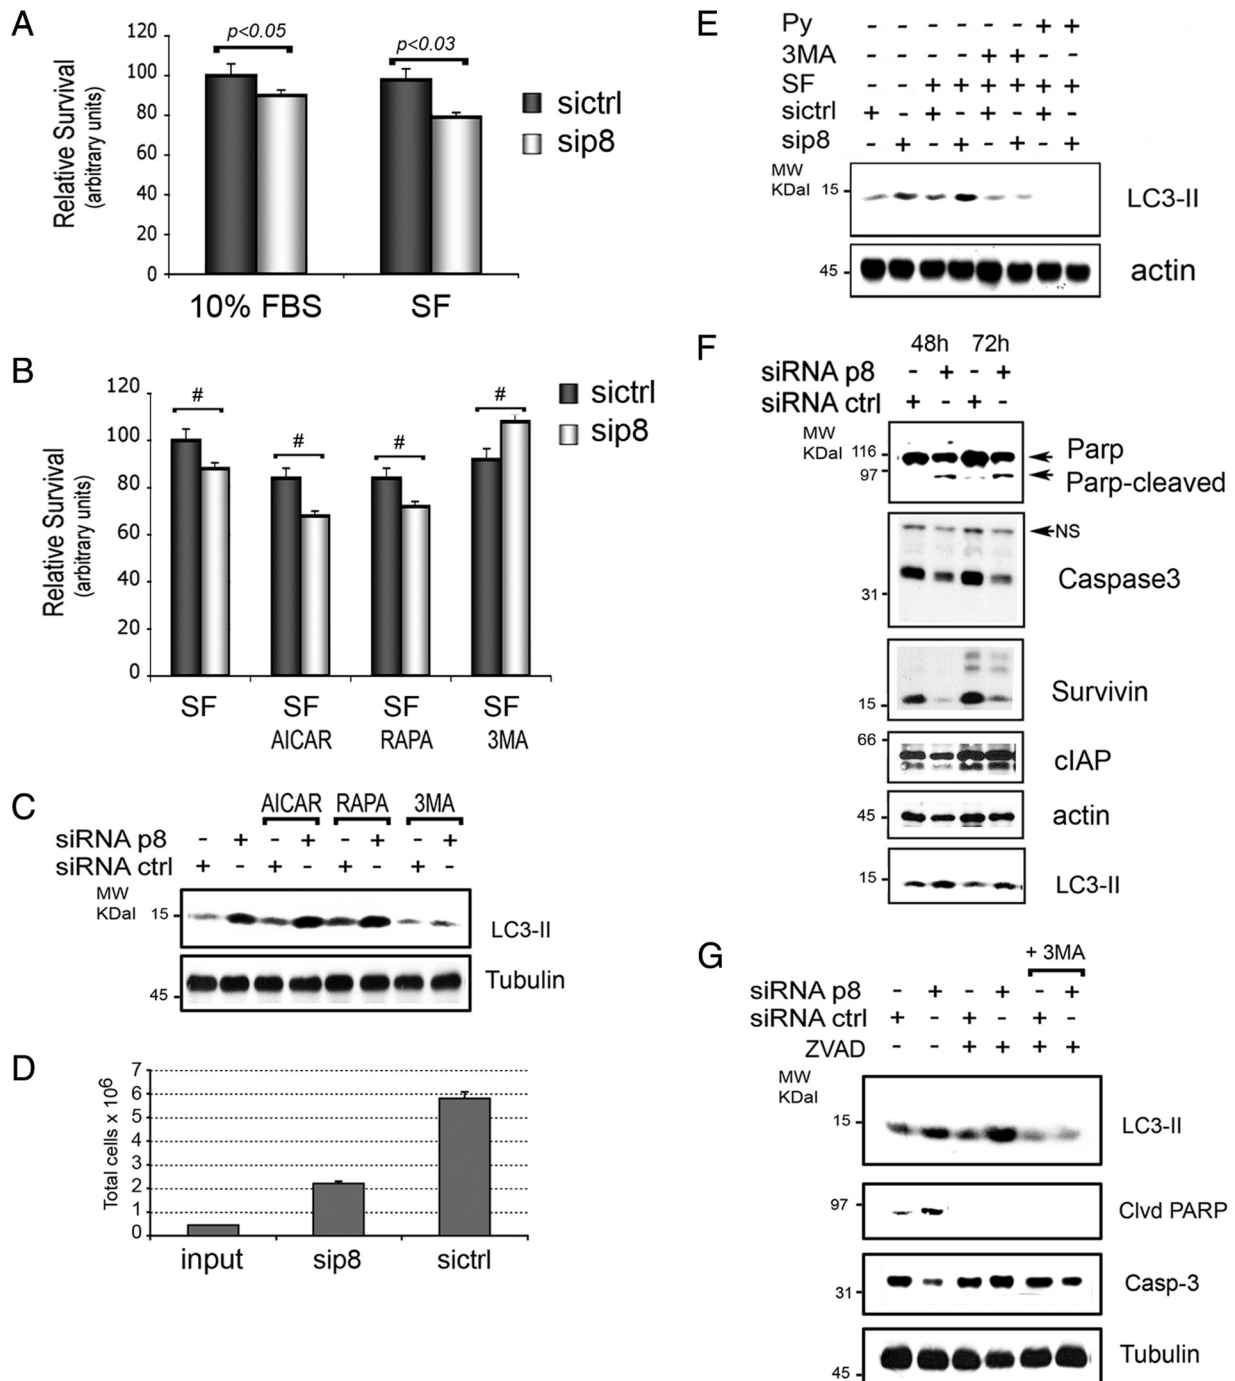 A
Relative Survival
(arbitrary units)
120
100
80
60
40
20
0
p<0.05
p<0.03
sictrl
sip8
10% FBS
SF
B
Relative Survival
(arbitrary units)
120
100
80
60
40
20
0
#
#
#
#
sictrl
sip8
SF
SF
SF
SF
AICAR
RAPA
3MA
C
AICAR RAPA 3MA
siRNA p8 - + - + - + - +
siRNA ctrl + - + - + - + -
MW
KDal
15
LC3-II
45
Tubulin
D
Total cells x 10⁶
7
6
5
4
3
2
1
0
input
sip8
sictrl
E
Py - - - - - - + +
3MA - - - - + + - -
SF - - + + + + + +
sictrl + - + - + - + -
sip8 - + - + - + - +
MW
KDal
15
LC3-II
45
actin
F
48h 72h
siRNA p8 - + - +
siRNA ctrl + - + -
MW
KDal
116
97
Parp
Parp-cleaved
NS
31
Caspase3
15
Survivin
66
cIAP
45
actin
15
LC3-II
G
+ 3MA
siRNA p8 - + - + - +
siRNA ctrl + - + - + -
ZVAD - - + + + +
MW
KDal
15
LC3-II
97
Clvd PARP
31
Casp-3
45
Tubulin